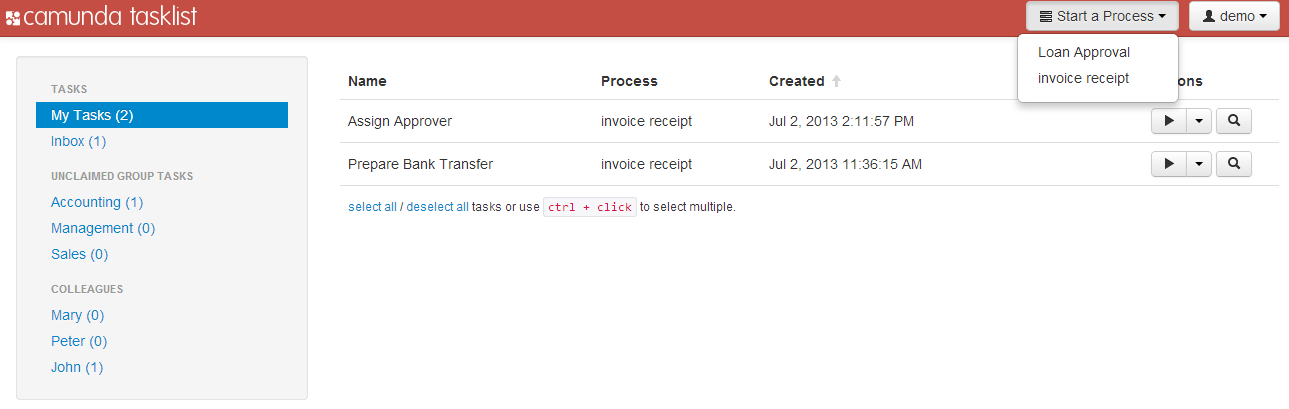 camunda tasklist
Start a Process
demo
Loan Approval
invoice receipt
TASKS
My Tasks (2)
Inbox (1)
UNCLAIMED GROUP TASKS
Accounting (1)
Management (0)
Sales (0)
COLLEAGUES
Mary (0)
Peter (0)
John (1)
Name Process Created ons
Assign Approver invoice receipt Jul 2, 2013 2:11:57 PM
Prepare Bank Transfer invoice receipt Jul 2, 2013 11:36:15 AM
select all / deselect all tasks or use ctrl + click to select multiple.